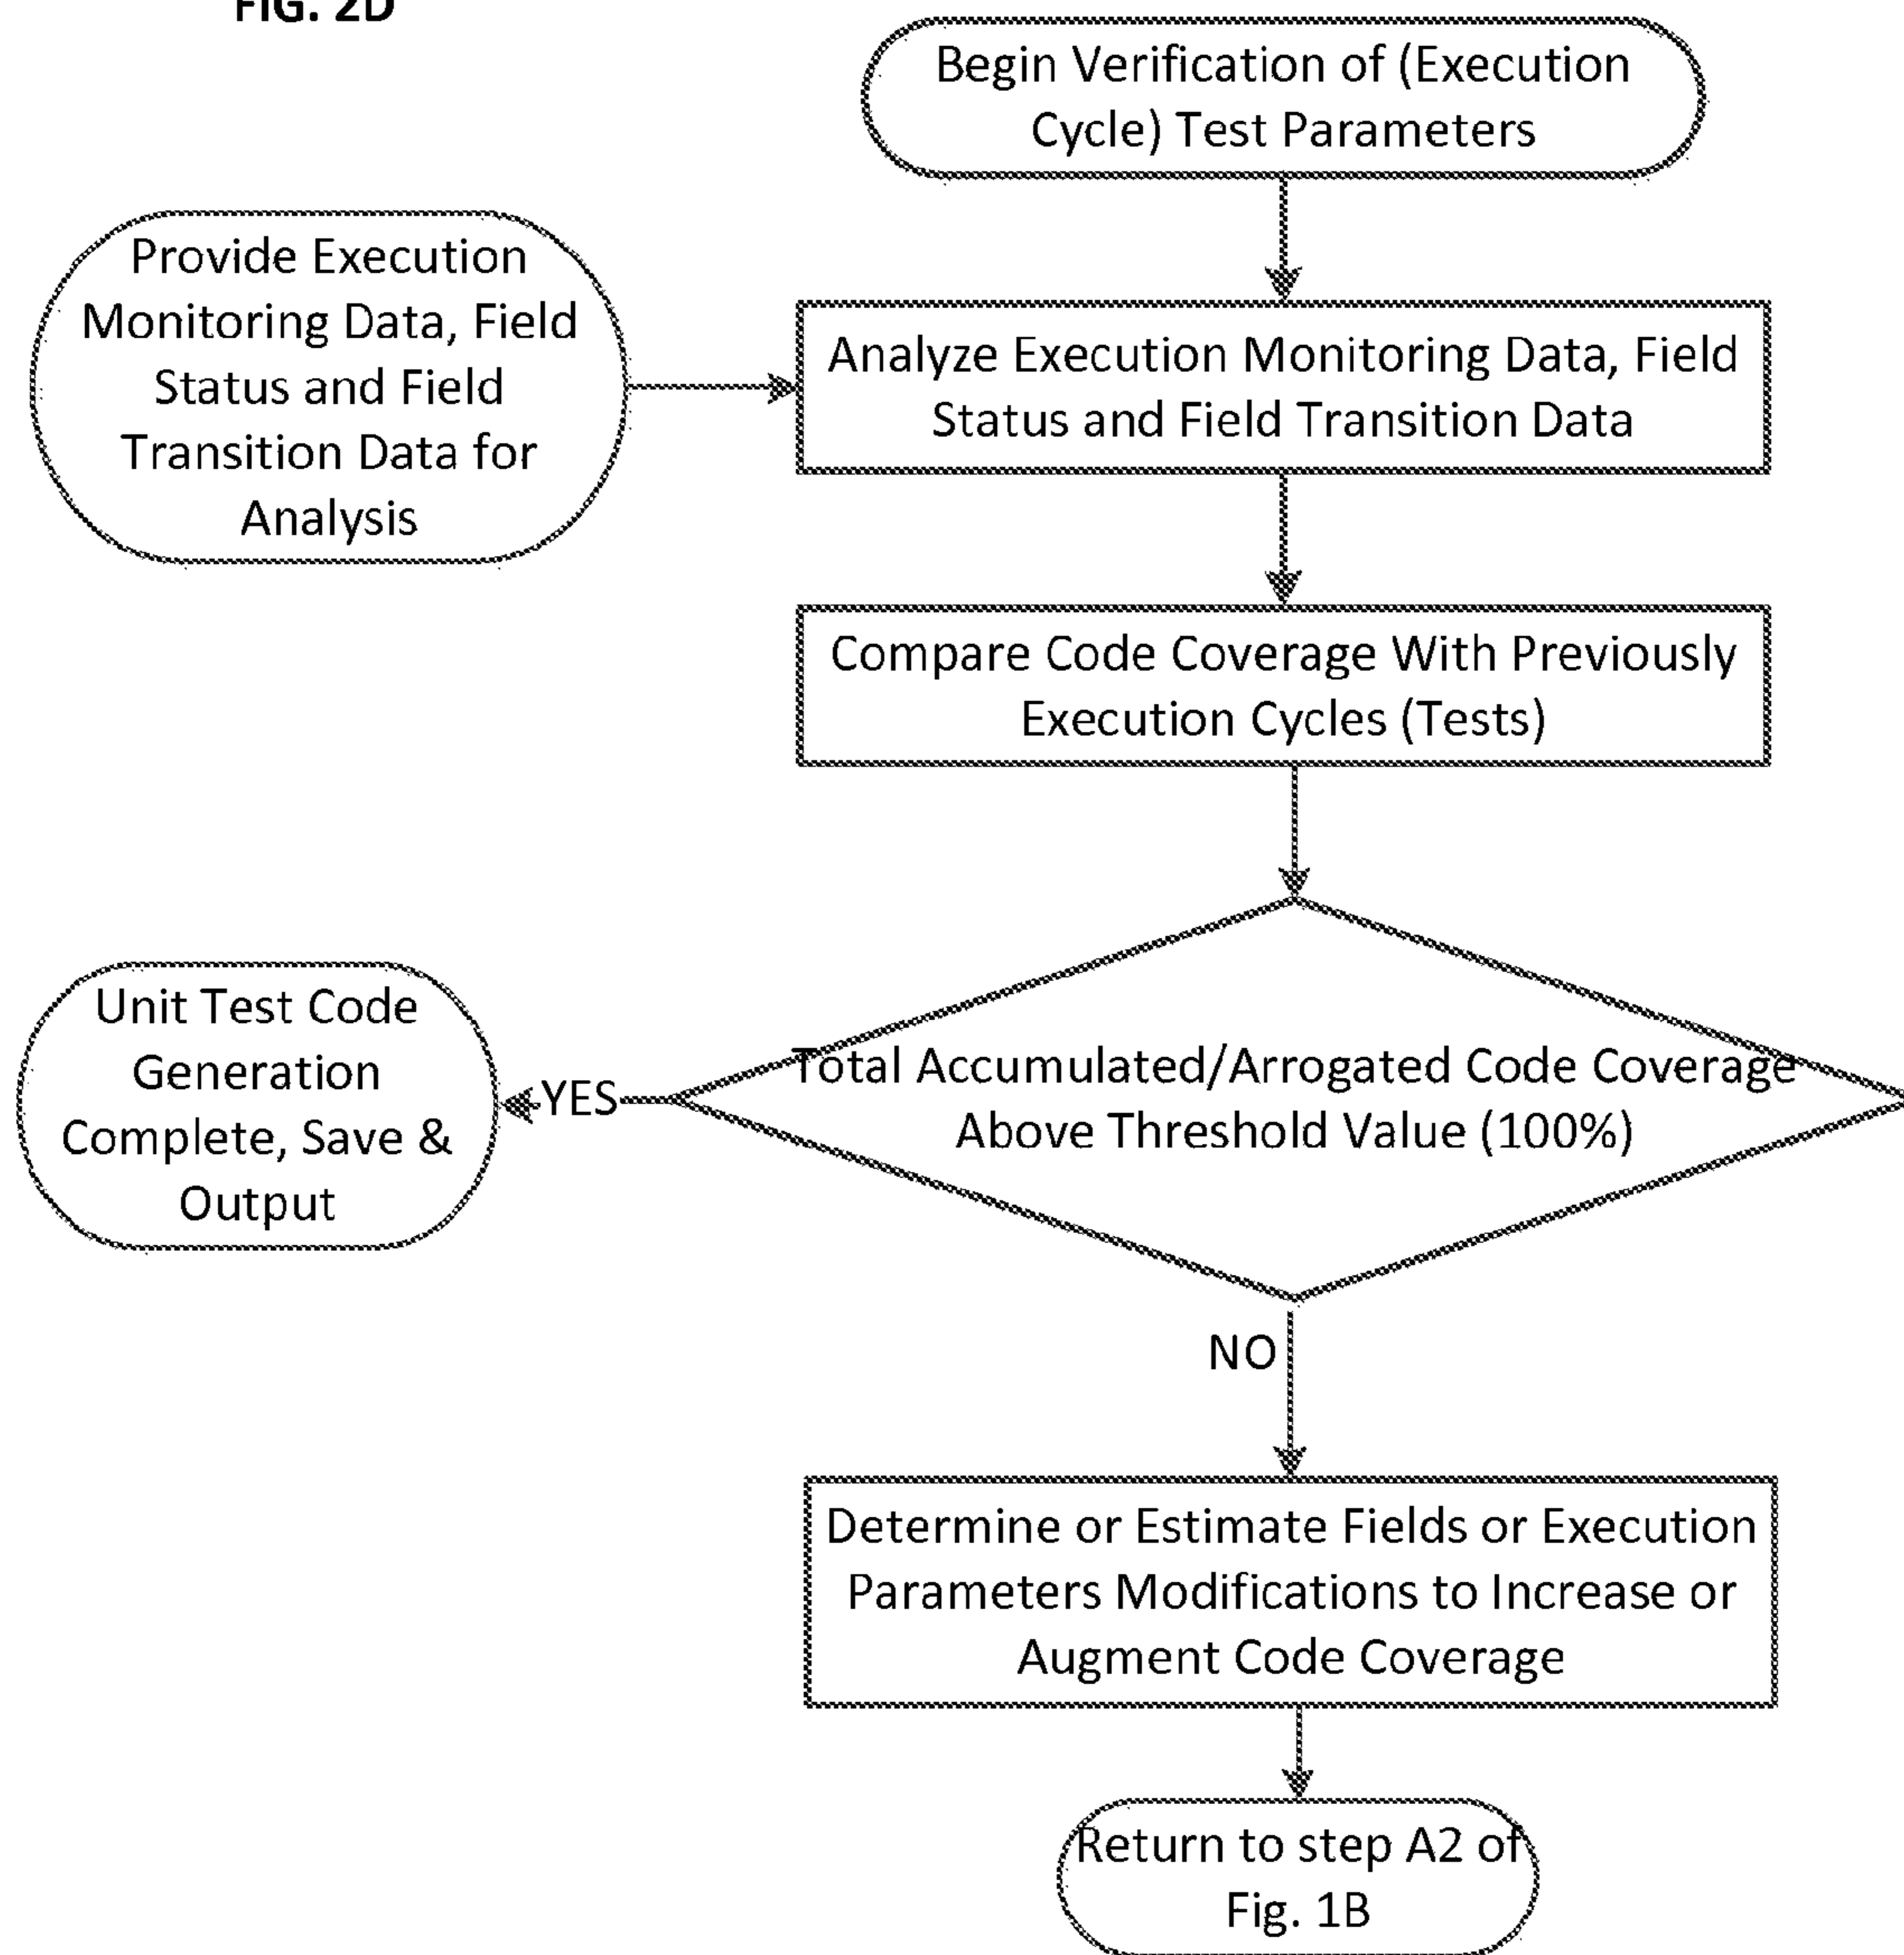 FIG. 2D
Begin Verification of (Execution
Cycle) Test Parameters
Provide Execution
Monitoring Data, Field
Status and Field
Transition Data for
Analysis
Analyze Execution Monitoring Data, Field
Status and Field Transition Data
Compare Code Coverage With Previously
Execution Cycles (Tests)
Total Accumulated/Arrogated Code Coverage
Above Threshold Value (100%)
YES
Unit Test Code
Generation
Complete, Save &
Output
NO
Determine or Estimate Fields or Execution
Parameters Modifications to Increase or
Augment Code Coverage
Return to step A2 of
Fig. 1B